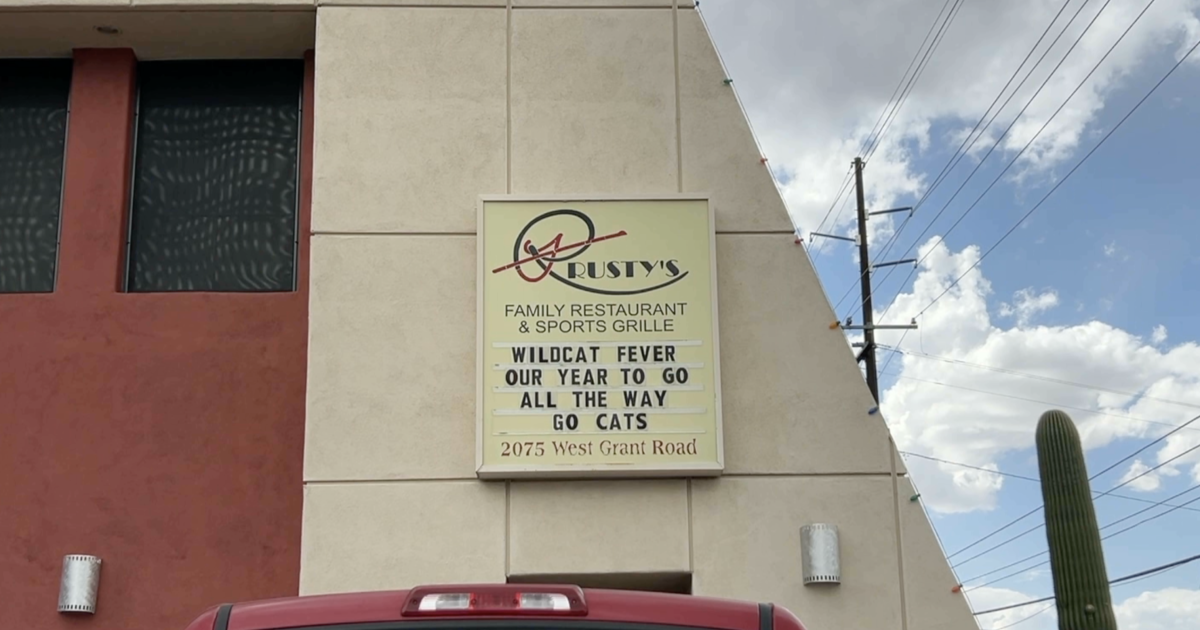 RUSTY'S
FAMILY RESTAURANT
& SPORTS GRILLE
WILDCAT FEVER
OUR YEAR TO GO
ALL THE WAY
GO CATS
2075 West Grant Road